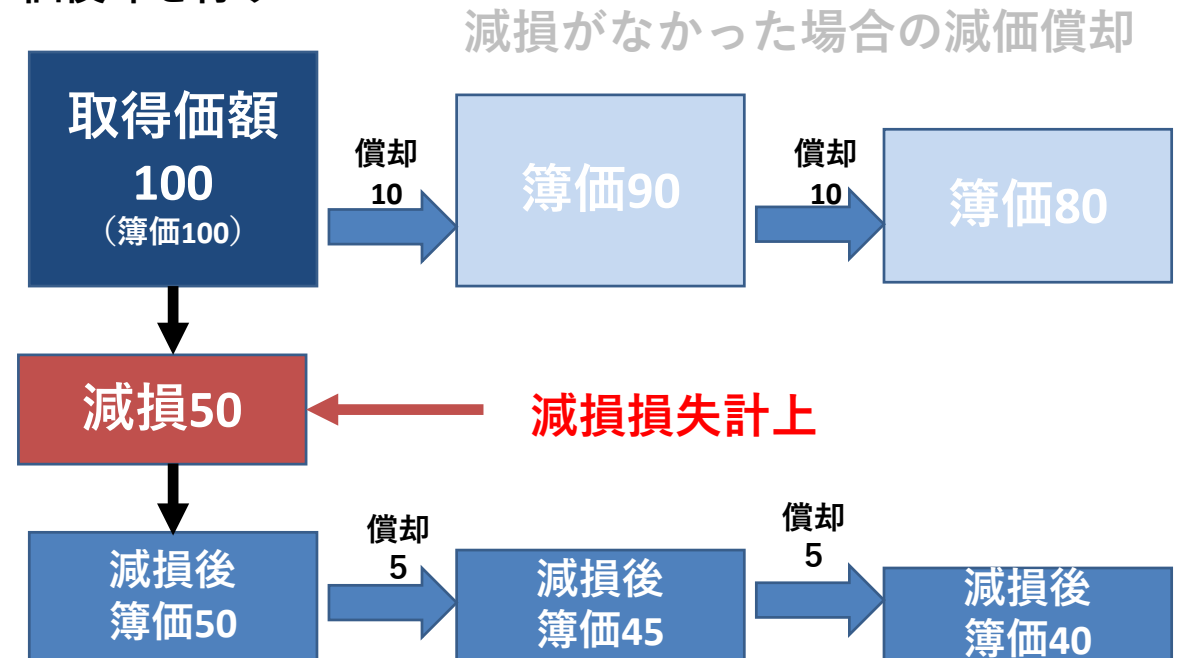 減損がなかった場合の減価償却
取得価額
100
（簿価100）
償却
10
簿価90
償却
10
簿価80
減損50
減損損失計上
減損後
簿価50
償却
5
減損後
簿価45
償却
5
減損後
簿価40